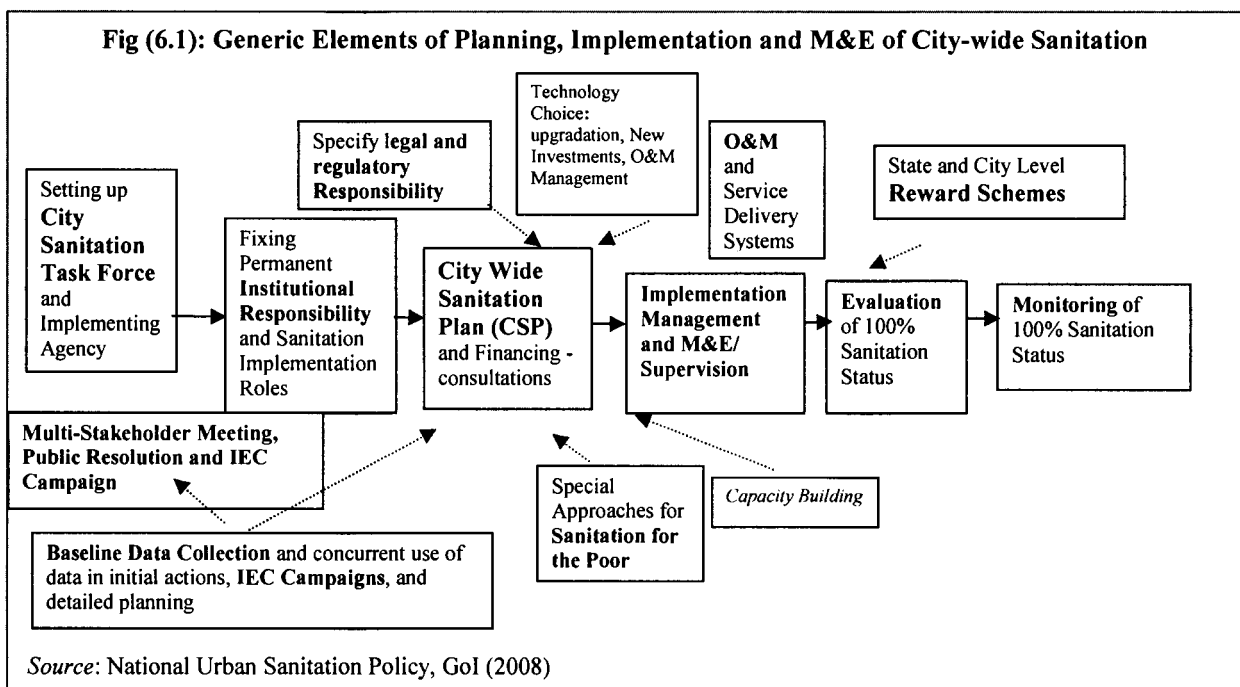 Fig (6.1): Generic Elements of Planning, Implementation and M&E of City-wide Sanitation
Setting up
City
Sanitation
Task Force
and
Implementing
Agency
Fixing
Permanent
Institutional
Responsibility
and Sanitation
Implementation
Roles
Specify legal and
regulatory
Responsibility
Technology
Choice:
upgradation, New
Investments, O&M
Management
O&M
and
Service
Delivery
Systems
State and City Level
Reward Schemes
City Wide
Sanitation
Plan (CSP)
and Financing -
consultations
Implementation
Management
and M&E/
Supervision
Evaluation
of 100%
Sanitation
Status
Monitoring of
100% Sanitation
Status
Multi-Stakeholder Meeting,
Public Resolution and IEC
Campaign
Special
Approaches for
Sanitation for
the Poor
Capacity Building
Baseline Data Collection and concurrent use of
data in initial actions, IEC Campaigns, and
detailed planning
Source: National Urban Sanitation Policy, GoI (2008)